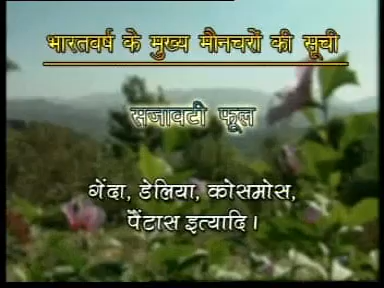 भारतवर्ष के मुख्य मौनचरों की सूची
सजावटी फूल
गेंदा, डेलिया, कोसमोस,
पैंटास इत्यादि।